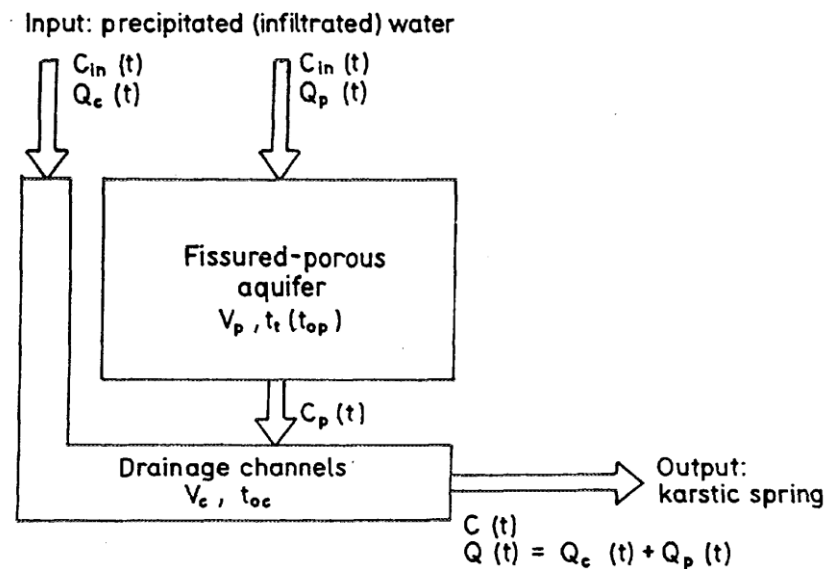 Input: precipitated (infiltrated) water
C_in (t)
Q_c (t)
C_in (t)
Q_p (t)
Fissured-porous
aquifer
V_p , t_t (t_op)
C_p (t)
Drainage channels
V_c , t_oc
Output:
karstic spring
C (t)
Q (t) = Q_c (t) + Q_p (t)